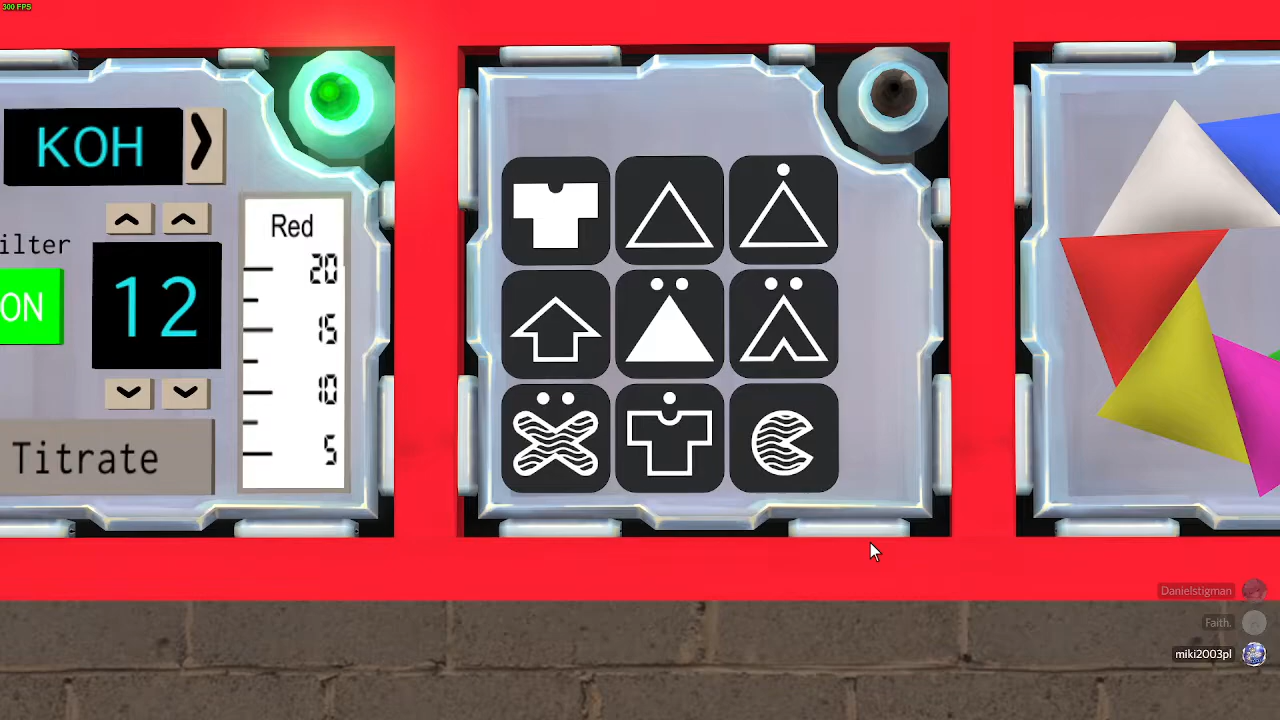 300 FPS
KOH
ilter
ON
12
Titrate
Red
20
15
10
5
Danielstigman
Faith.
miki2003pl